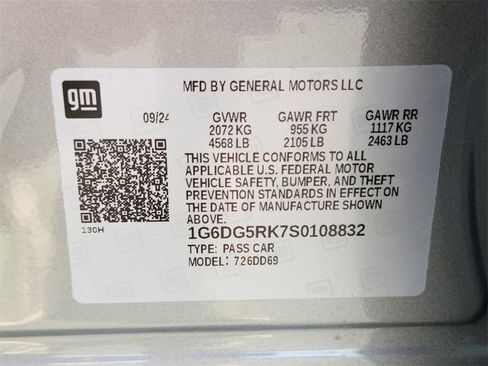 gm
MFD BY GENERAL MOTORS LLC
09/24 GVWR GAWR FRT GAWR RR
2072 KG 955 KG 1117 KG
4568 LB 2105 LB 2463 LB
THIS VEHICLE CONFORMS TO ALL
APPLICABLE U.S. FEDERAL MOTOR
VEHICLE SAFETY, BUMPER, AND THEFT
PREVENTION STANDARDS IN EFFECT ON
THE DATE OF MANUFACTURE SHOWN
ABOVE.
130H
1G6DG5RK7S0108832
TYPE: PASS CAR
MODEL: 726DD69